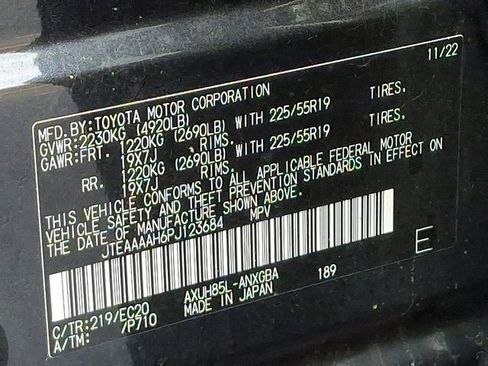 MFD.BY:TOYOTA MOTOR CORPORATION 11/22
GVWR:2230KG (4920LB)
GAWR:FRT. 1220KG (2690LB) WITH 225/55R19 TIRES.
19X7J RIMS.
RR. 1220KG (2690LB) WITH 225/55R19 TIRES.
19X7J RIMS.
THIS VEHICLE CONFORMS TO ALL APPLICABLE FEDERAL MOTOR
VEHICLE SAFETY AND THEFT PREVENTION STANDARDS IN EFFECT ON
THE DATE OF MANUFACTURE SHOWN ABOVE.
JTEAAAAH6PJ123684 MPV
E
C/TR:219/EC20 AXUH85L-ANXGBA 189
A/TM: /P710 MADE IN JAPAN